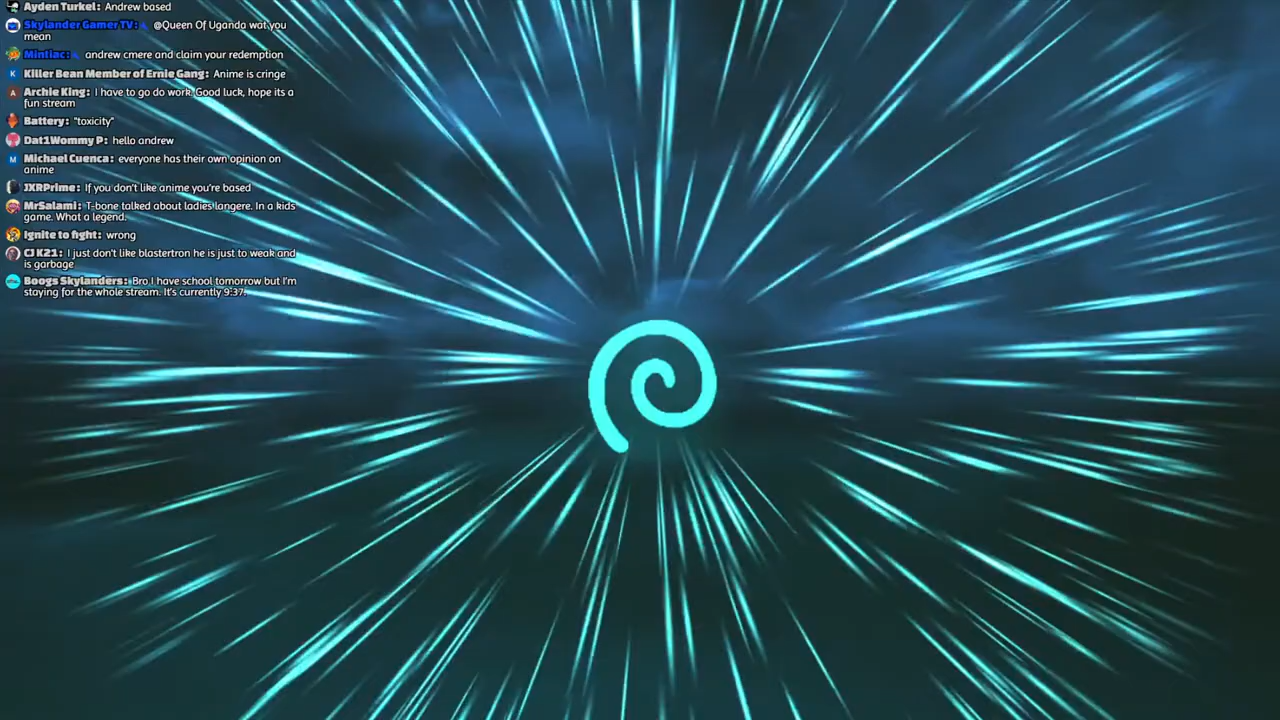 Ayden Turkel: Andrew based
Skylander Gamer TV: @Queen Of Uganda wat you
mean
Mintiac: andrew cmere and claim your redemption
Killer Bean Member of Ernie Gang: Anime is cringe
Archie King: I have to go do work. Good luck, hope its a
fun stream
Battery: "toxicity"
Dat1Wommy P: hello andrew
Michael Cuenca: everyone has their own opinion on
anime
JXRPrime: If you don't like anime you're based
MrSalami: T-bone talked about ladies langere. In a kids
game. What a legend.
Ignite to fight: wrong
CJ K21: I just don't like blastertron he is just to weak and
is garbage
Boogs Skylanders: Bro I have school tomorrow but I'm
staying for the whole stream. It's currently 9:37.